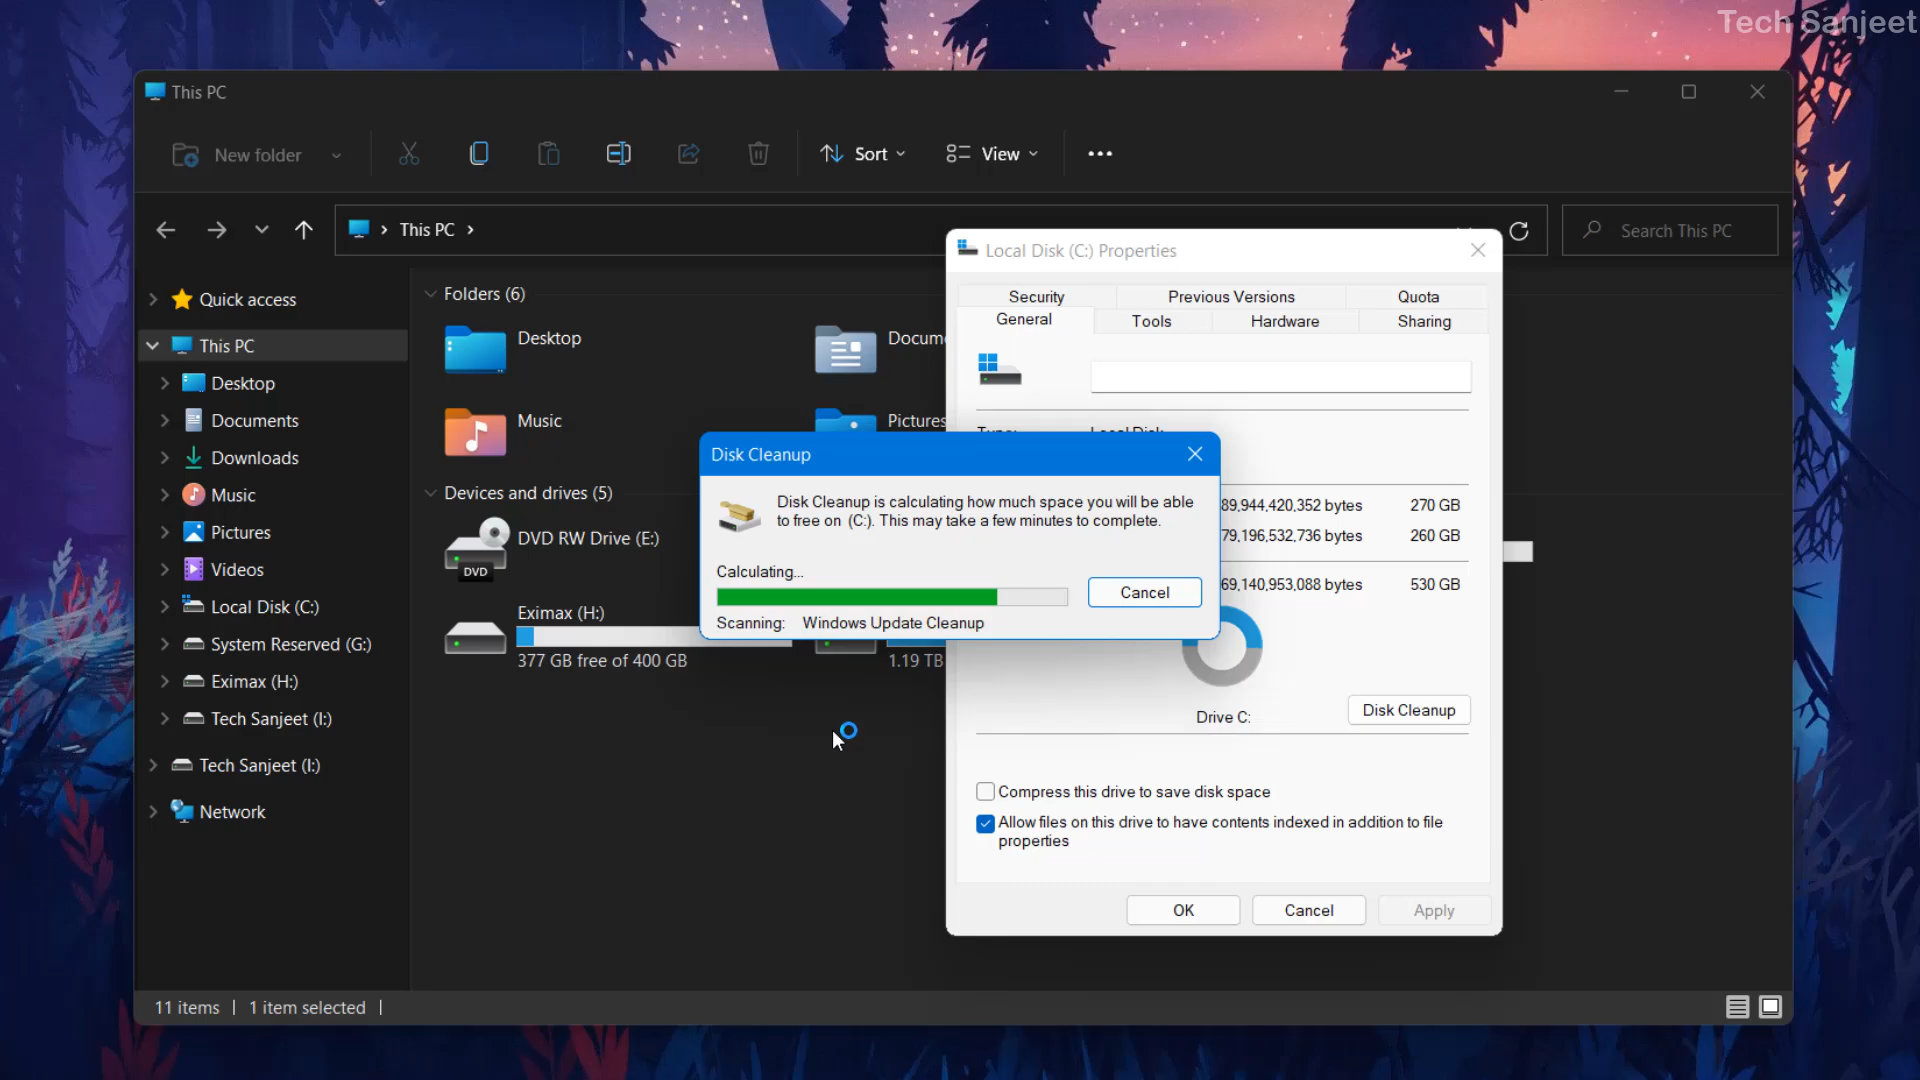 Tech Sanjeet
This PC
New folder
Sort
View
This PC
Search This PC
Quick access
This PC
Desktop
Documents
Downloads
Music
Pictures
Videos
Local Disk (C:)
System Reserved (G:)
Eximax (H:)
Tech Sanjeet (I:)
Tech Sanjeet (I:)
Network
Folders (6)
Desktop
Docum
Music
Pictures
Devices and drives (5)
DVD RW Drive (E:)
DVD
Eximax (H:)
377 GB free of 400 GB
1.19 TB
Local Disk (C:) Properties
Security
Previous Versions
Quota
General
Tools
Hardware
Sharing
Type:
Local Disk
89,944,420,352 bytes 270 GB
79,196,532,736 bytes 260 GB
69,140,953,088 bytes 530 GB
Drive C:
Disk Cleanup
Compress this drive to save disk space
Allow files on this drive to have contents indexed in addition to file
properties
OK
Cancel
Apply
Disk Cleanup
Disk Cleanup is calculating how much space you will be able
to free on (C:). This may take a few minutes to complete.
Calculating...
Cancel
Scanning: Windows Update Cleanup
11 items
1 item selected